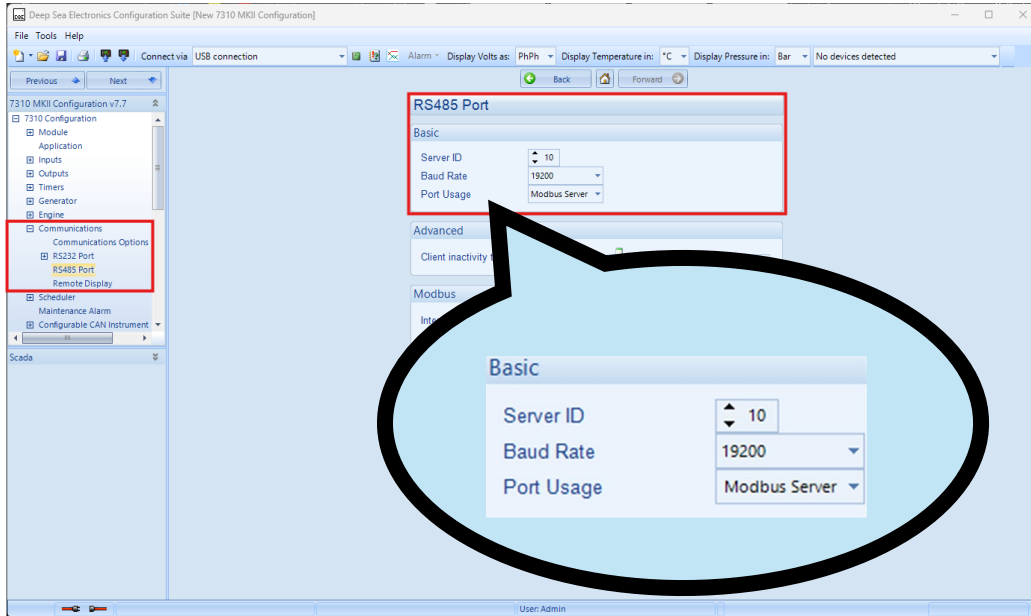 Deep Sea Electronics Configuration Suite [New 7310 MKII Configuration]
File Tools Help
Connect via USB connection Alarm Display Volts as: PhPh Display Temperature in: °C Display Pressure in: Bar No devices detected
Previous Next
Back Forward
7310 MKII Configuration v7.7
7310 Configuration
Module
Application
Inputs
Outputs
Timers
Generator
Engine
Communications
Communications Options
RS232 Port
RS485 Port
Remote Display
Scheduler
Maintenance Alarm
Configurable CAN Instrument
Scada
RS485 Port
Basic
Server ID 10
Baud Rate 19200
Port Usage Modbus Server
Advanced
Client inactivity
Modbus
Basic
Server ID 10
Baud Rate 19200
Port Usage Modbus Server
User: Admin